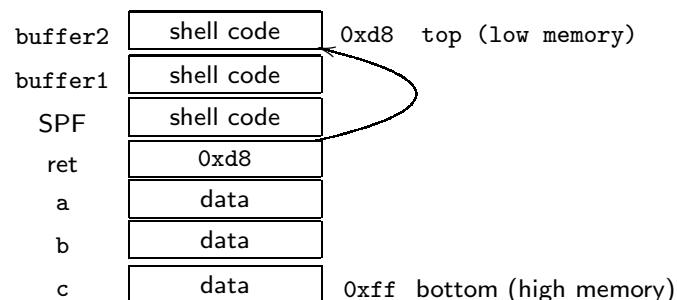 buffer2 shell code 0xd8 top (low memory)
buffer1 shell code
SPF shell code
ret 0xd8
a data
b data
c data 0xff bottom (high memory)